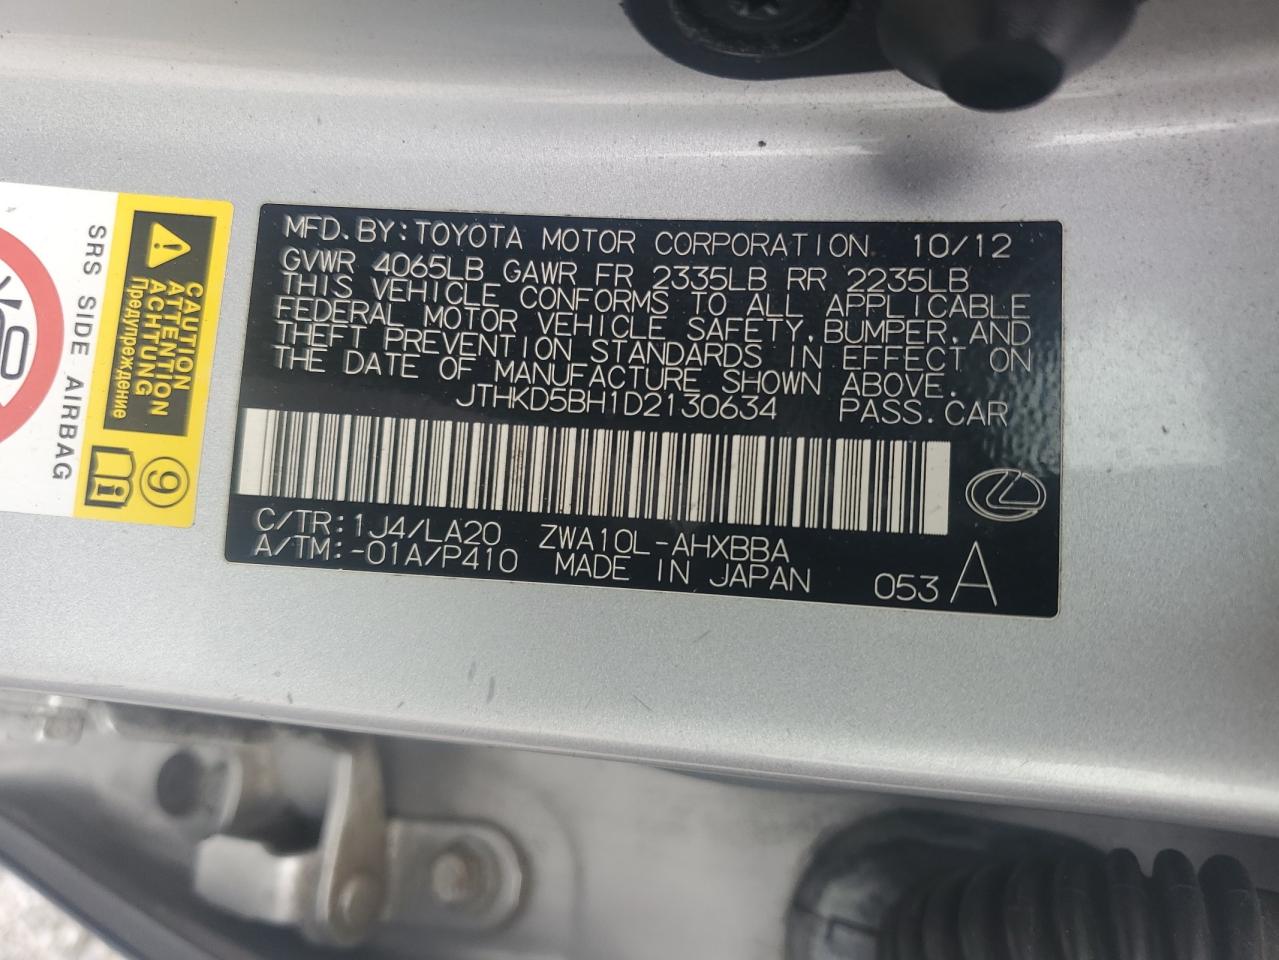 MFD. BY: TOYOTA MOTOR CORPORATION 10/12
GVWR 4065LB GAWR FR 2335LB RR 2235LB
THIS VEHICLE CONFORMS TO ALL APPLICABLE
FEDERAL MOTOR VEHICLE SAFETY, BUMPER, AND
THEFT PREVENTION STANDARDS IN EFFECT ON
THE DATE OF MANUFACTURE SHOWN ABOVE.
JTHKD5BH1D2130634 PASS. CAR
C/TR: 1J4/LA20 ZWA10L-AHXBBA
A/TM: -01A/P410 MADE IN JAPAN 053 A
CAUTION
ATTENTION
ACHTUNG
Предупреждение
9
SRS SIDE AIRBAG